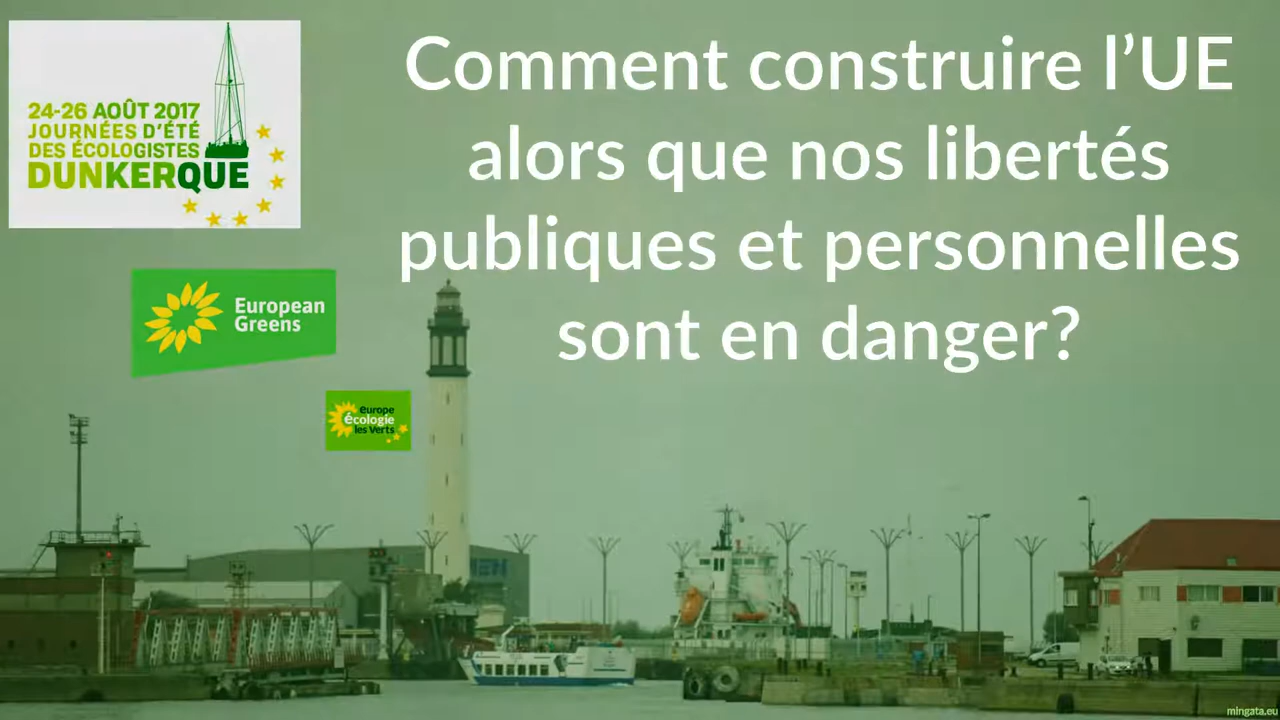 24-26 AOÛT 2017
JOURNÉES D'ÉTÉ
DES ÉCOLOGISTES
DUNKERQUE
Comment construire l’UE
alors que nos libertés
publiques et personnelles
sont en danger?
European
Greens
europe
écologie
les Verts
mingata.eu